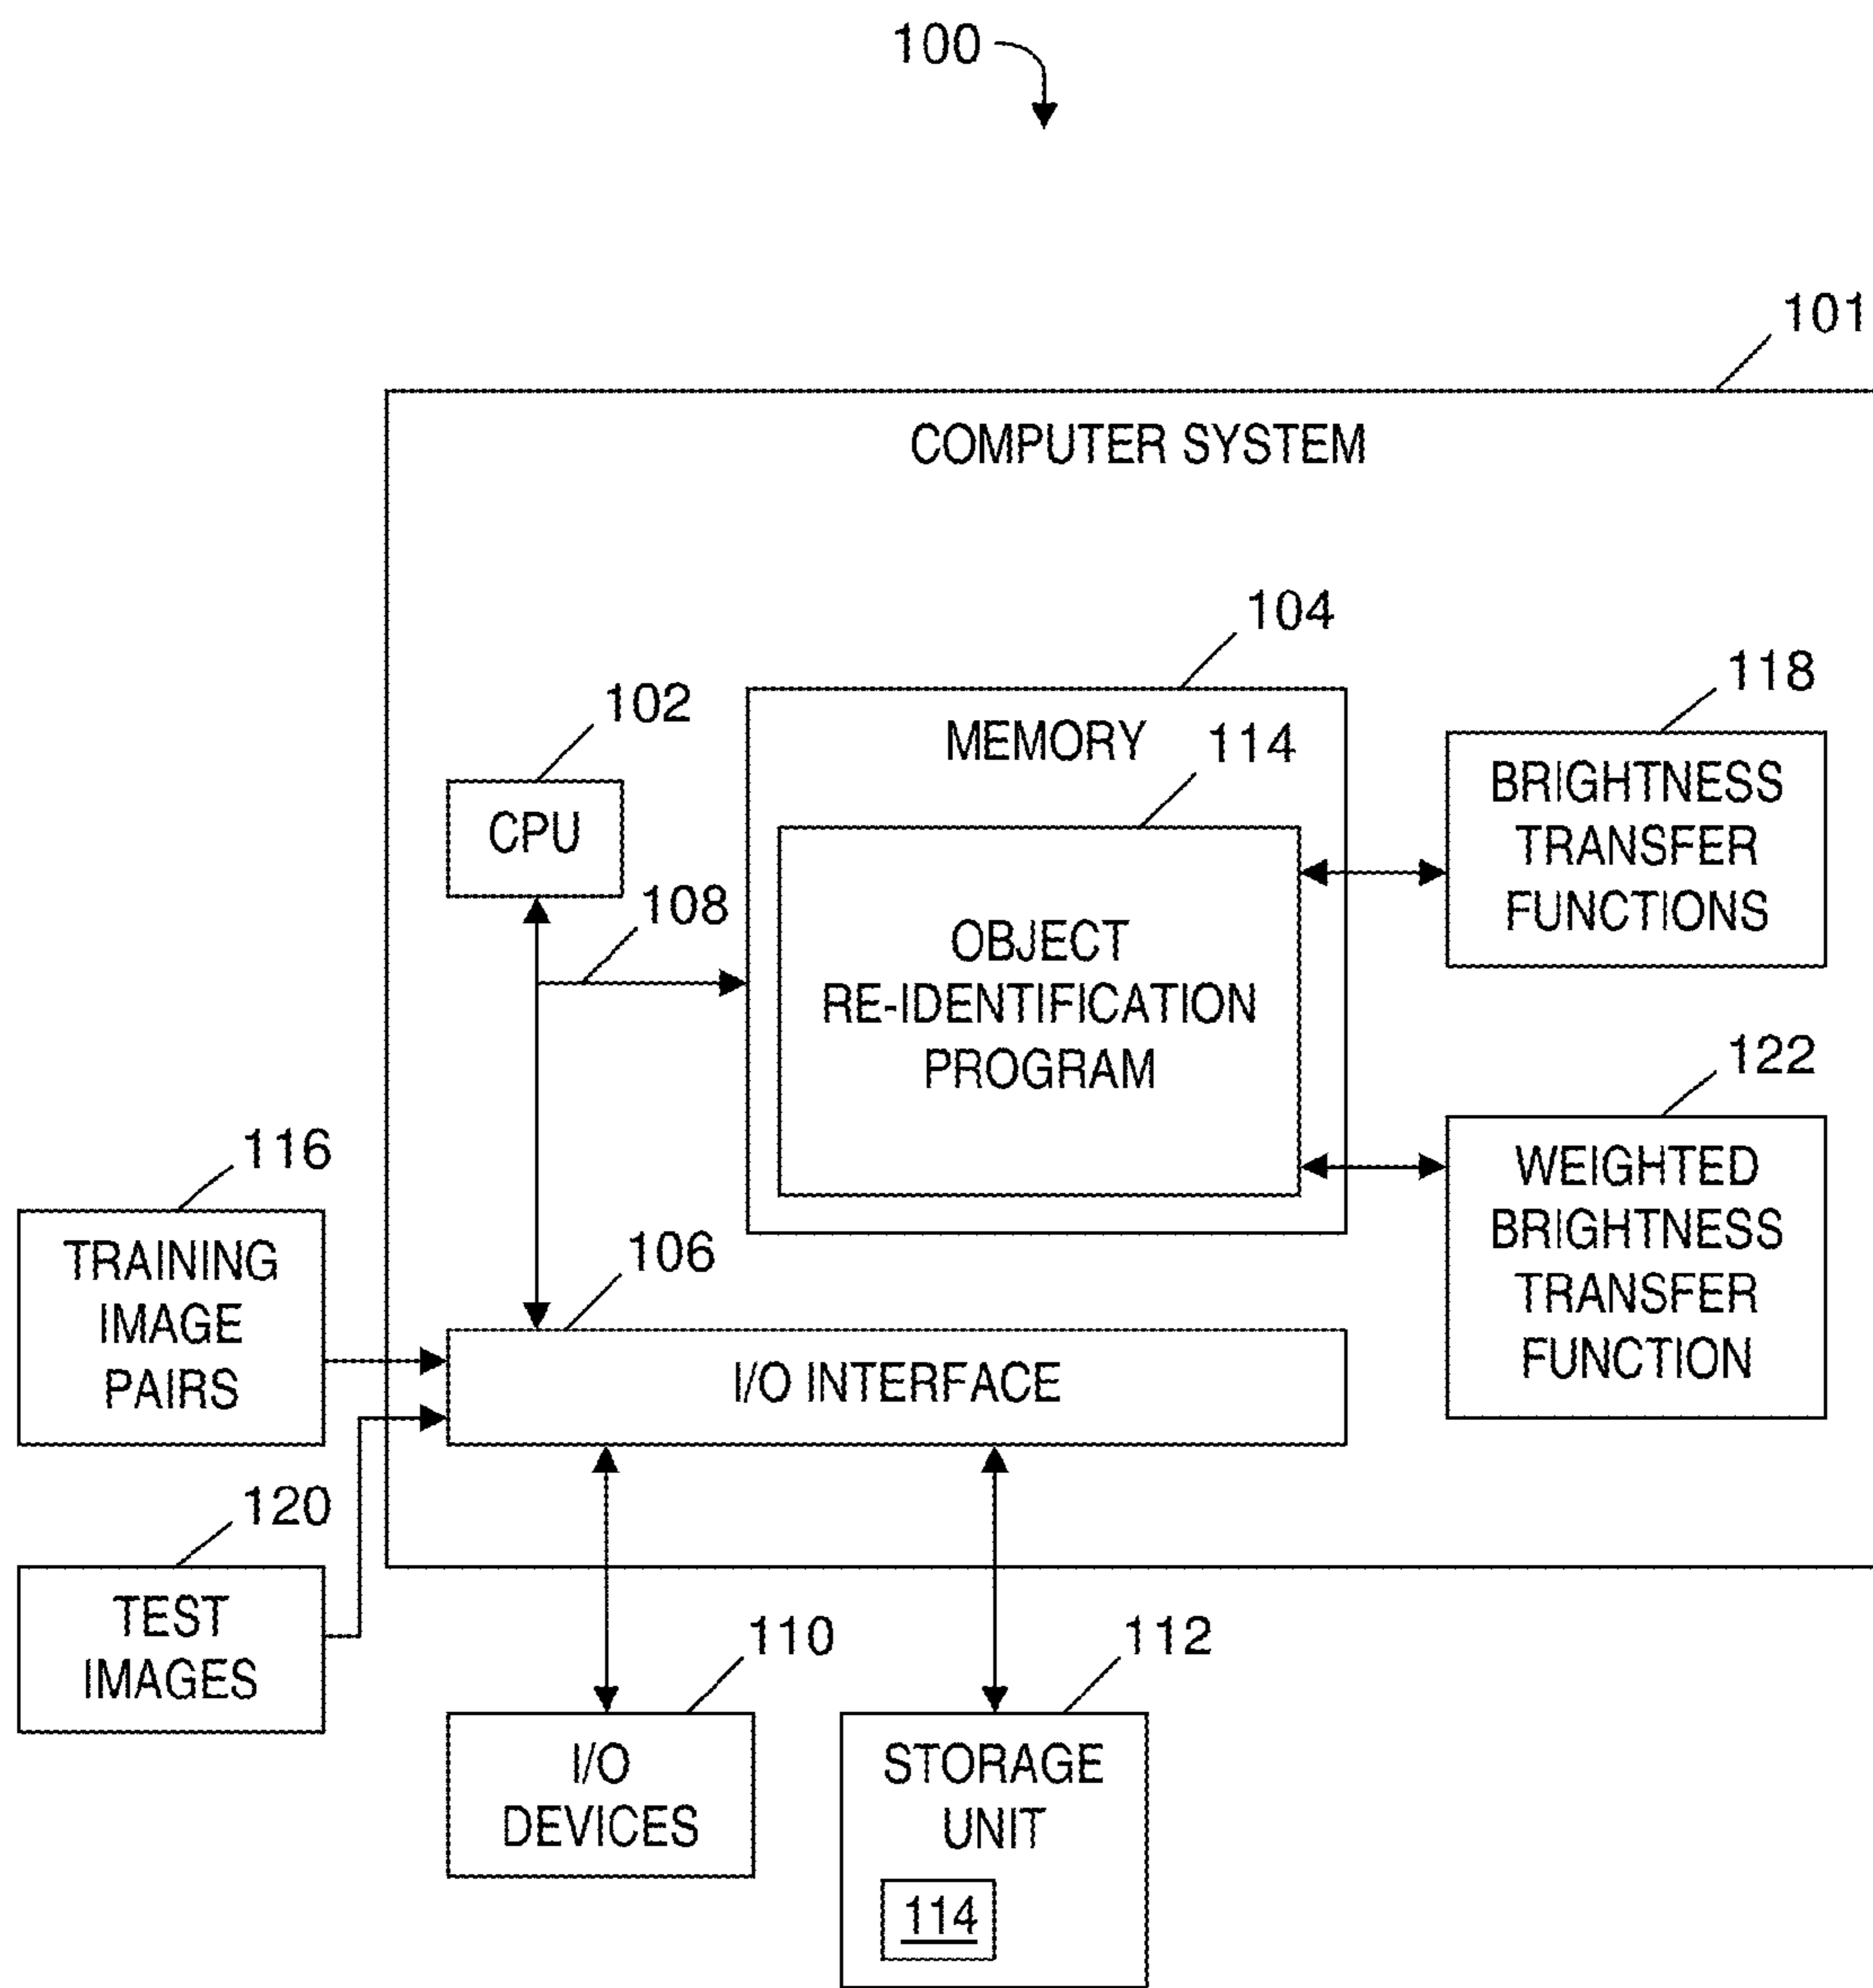 100
101
COMPUTER SYSTEM
104
102
MEMORY
114
118
CPU
BRIGHTNESS
TRANSFER
FUNCTIONS
108
OBJECT
RE-IDENTIFICATION
PROGRAM
122
WEIGHTED
BRIGHTNESS
TRANSFER
FUNCTION
116
TRAINING
IMAGE
PAIRS
106
I/O INTERFACE
120
TEST
IMAGES
110
I/O
DEVICES
112
STORAGE
UNIT
114